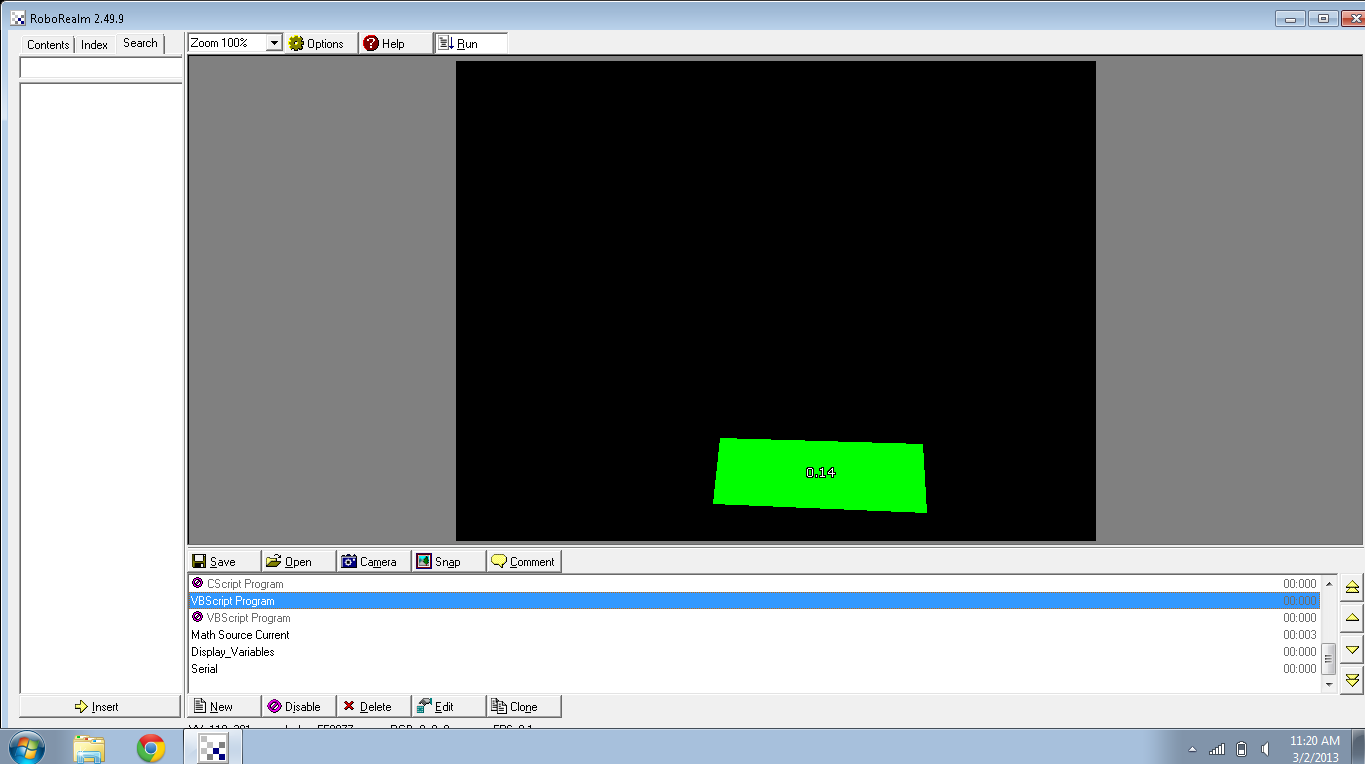 RoboRealm 2.49.9
Contents Index Search Zoom 100% Options Help Run
0.14
Save Open Camera Snap Comment
CScript Program 00:000
VBScript Program 00:000
VBScript Program 00:000
Math Source Current 00:003
Display_Variables 00:000
Serial 00:000
Insert New Disable Delete Edit Clone
11:20 AM
3/2/2013